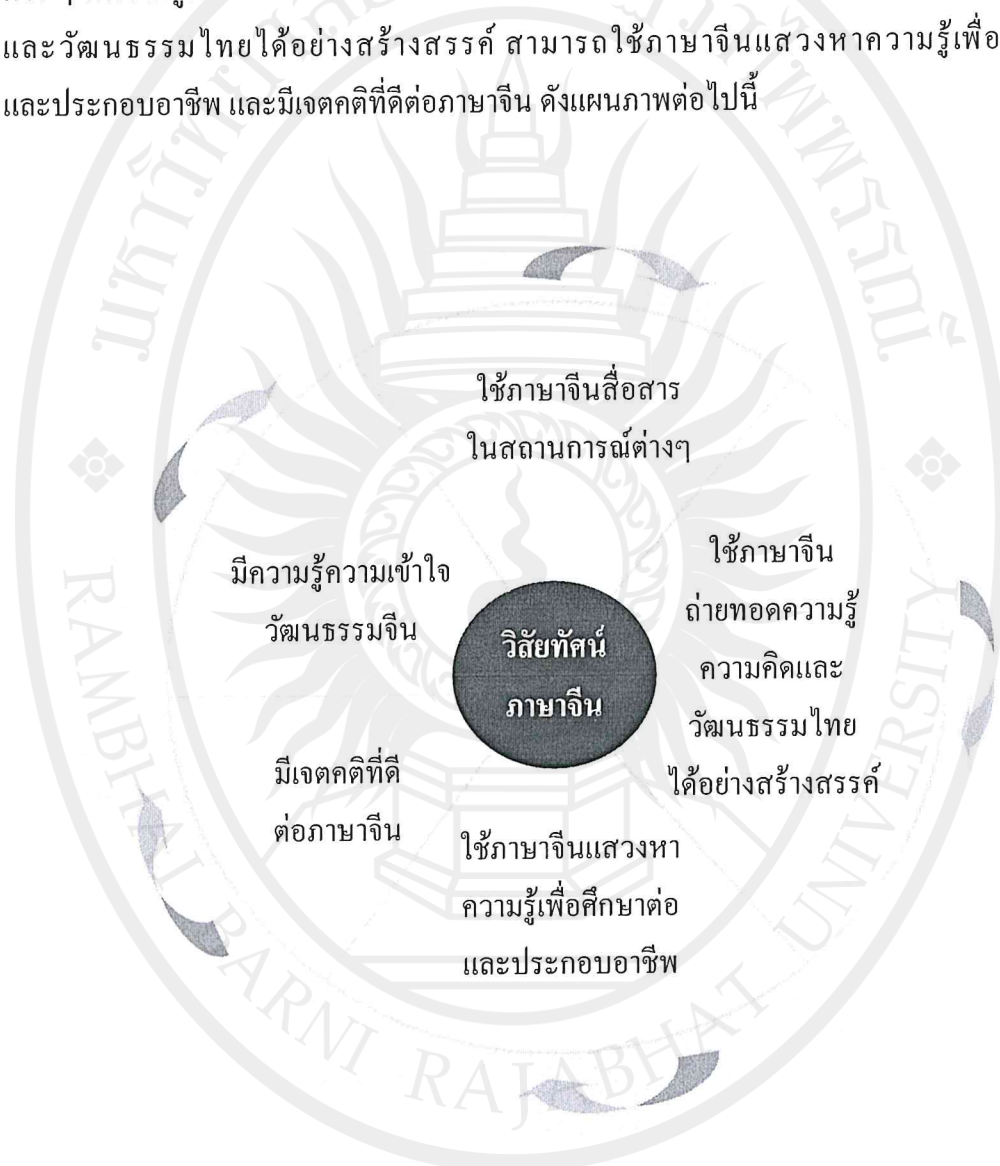 และวัฒนธรรมไทยได้อย่างสร้างสรรค์ สามารถใช้ภาษาจีนแสวงหาความรู้เพื่อ
และประกอบอาชีพ และมีเจตคติที่ดีต่อภาษาจีน ดังแผนภาพต่อไปนี้
ใช้ภาษาจีนสื่อสาร
ในสถานการณ์ต่างๆ
ใช้ภาษาจีน
ถ่ายทอดความรู้
ความคิดและ
วัฒนธรรมไทย
ได้อย่างสร้างสรรค์
ใช้ภาษาจีนแสวงหา
ความรู้เพื่อศึกษาต่อ
และประกอบอาชีพ
มีเจตคติที่ดี
ต่อภาษาจีน
มีความรู้ความเข้าใจ
วัฒนธรรมจีน
วิสัยทัศน์
ภาษาจีน
RAMBHAI BARNI RAJABHAT UNIVERSITY